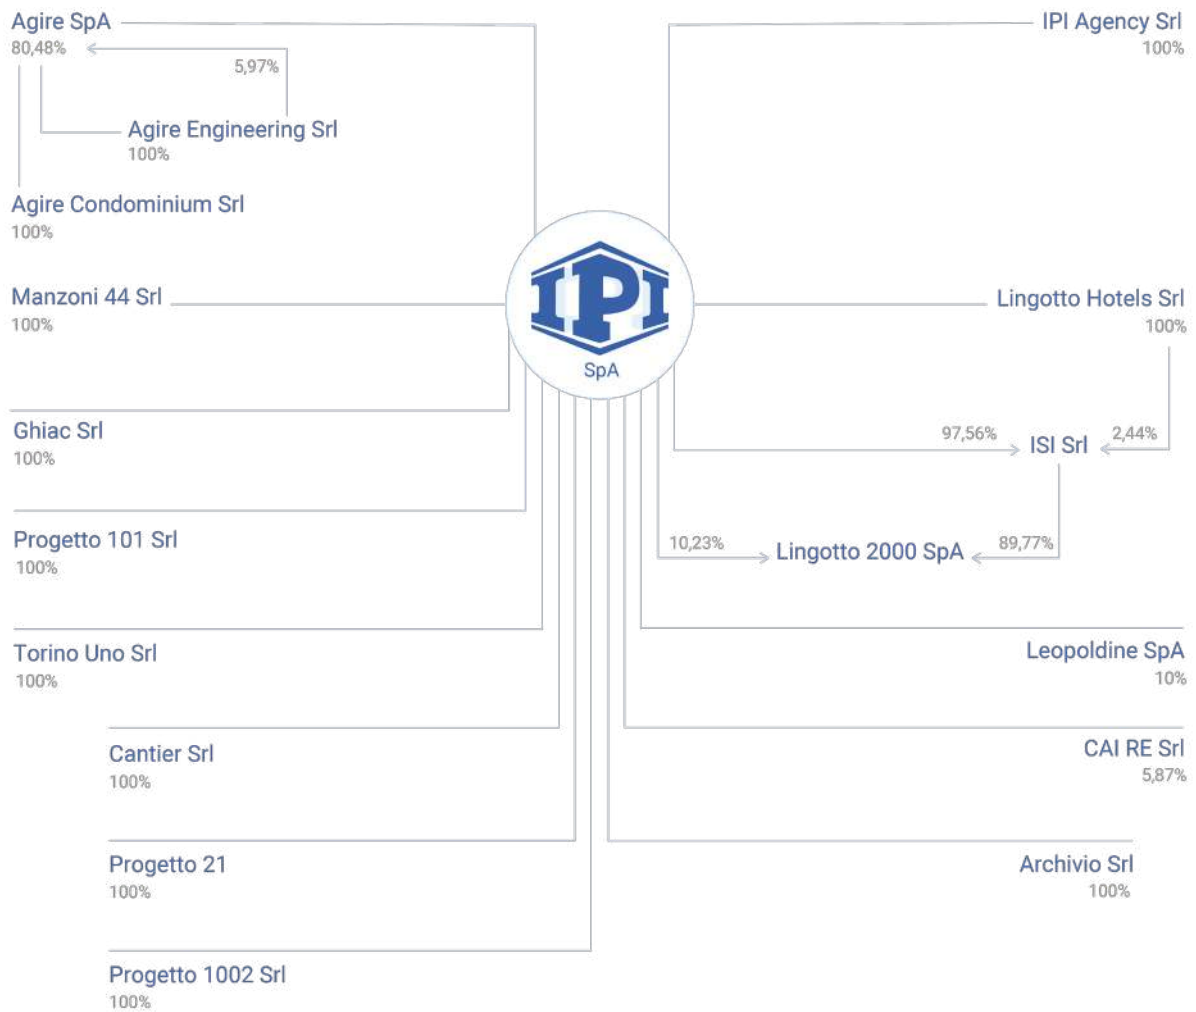 Agire SpA
80,48%
5,97%
Agire Engineering Srl
100%
Agire Condominium Srl
100%
Manzoni 44 Srl
100%
Ghiac Srl
100%
Progetto 101 Srl
100%
Torino Uno Srl
100%
Cantier Srl
100%
Progetto 21
100%
Progetto 1002 Srl
100%
IPI
SpA
IPI Agency Srl
100%
Lingotto Hotels Srl
100%
97,56%
ISI Srl
2,44%
10,23%
Lingotto 2000 SpA
89,77%
Leopoldine SpA
10%
CAI RE Srl
5,87%
Archivio Srl
100%